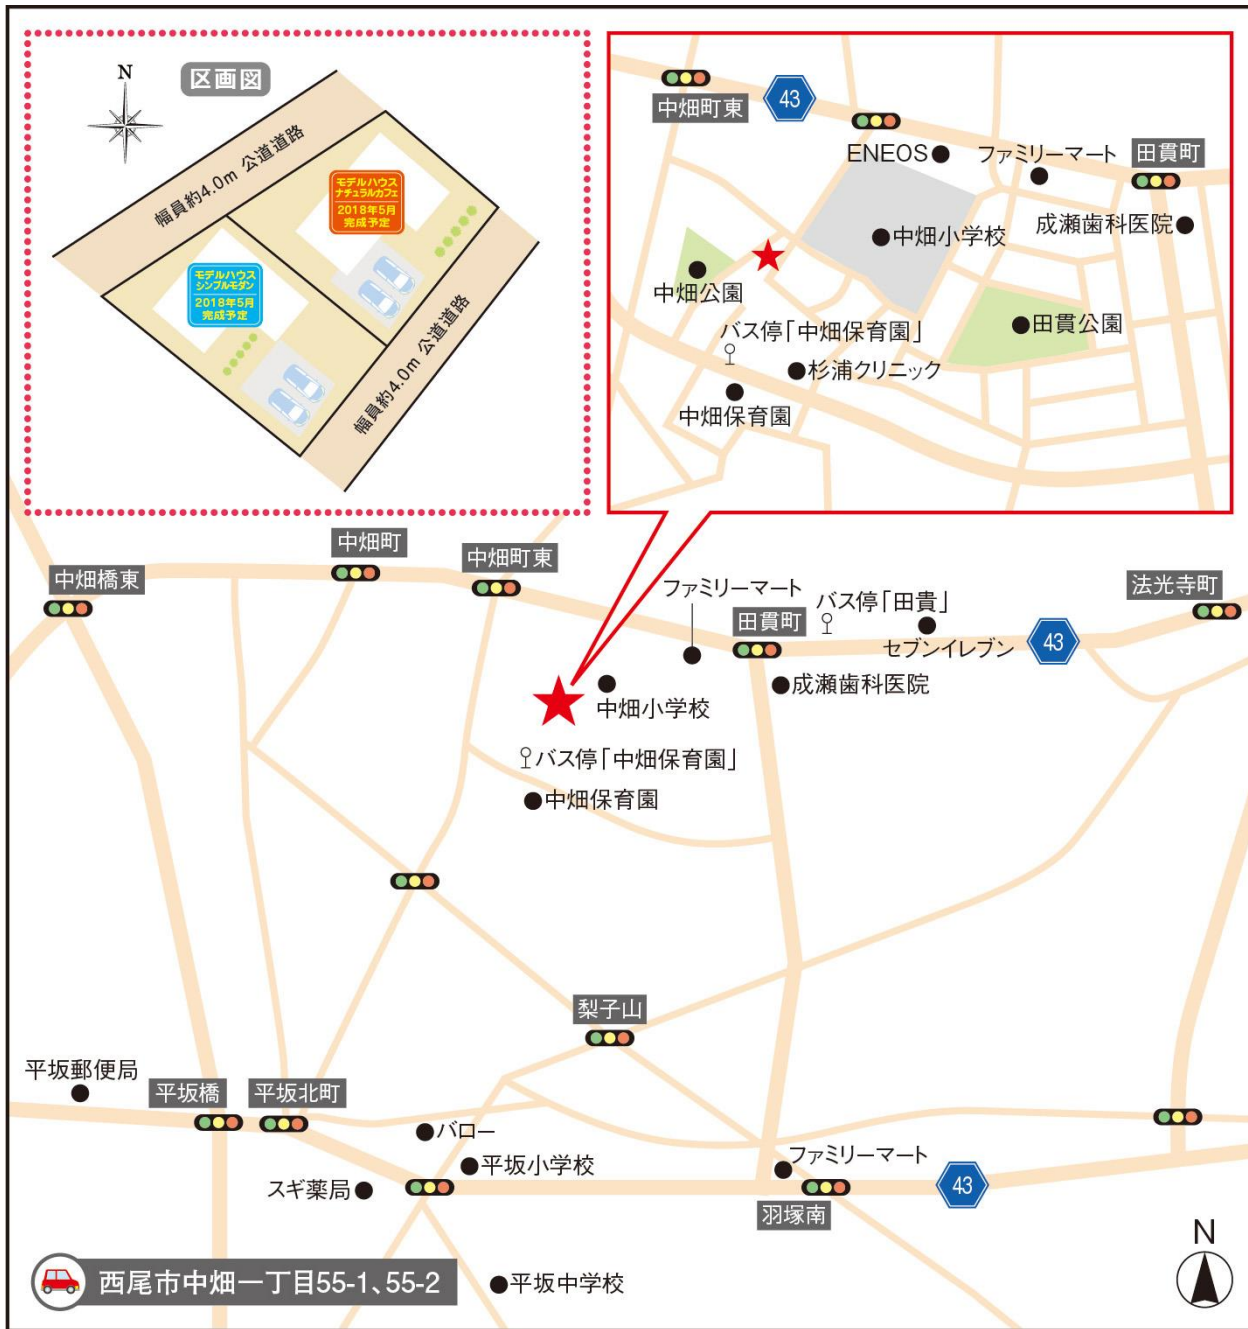 N
区画図
幅員約4.0m 公道道路
モデルハウス
ナチュラルカフェ
2018年5月
完成予定
モデルハウス
シンプルモダン
2018年5月
完成予定
幅員約4.0m 公道道路
中畑町東
43
ENEOS
ファミリーマート
田貫町
成瀬歯科医院
中畑小学校
中畑公園
田貫公園
バス停「中畑保育園」
杉浦クリニック
中畑保育園
中畑橋東
中畑町
中畑町東
ファミリーマート
田貫町
バス停「田貴」
セブンイレブン
43
法光寺町
成瀬歯科医院
中畑小学校
バス停「中畑保育園」
中畑保育園
梨子山
平坂郵便局
平坂橋
平坂北町
バロー
平坂小学校
スギ薬局
ファミリーマート
羽塚南
43
N
西尾市中畑一丁目55-1、55-2
平坂中学校